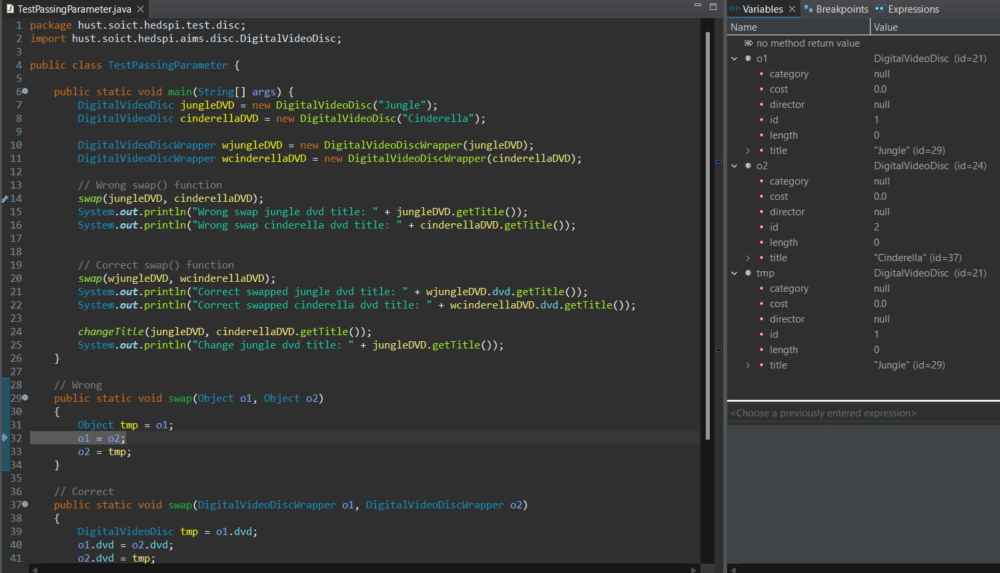 TestPassingParameter.java
1 package hust.soict.hedspi.test.disc;
2 import hust.soict.hedspi.aims.disc.DigitalVideoDisc;
3
4 public class TestPassingParameter {
5
6     public static void main(String[] args) {
7         DigitalVideoDisc jungleDVD = new DigitalVideoDisc("Jungle");
8         DigitalVideoDisc cinderellaDVD = new DigitalVideoDisc("Cinderella");
9
10         DigitalVideoDiscWrapper wjungleDVD = new DigitalVideoDiscWrapper(jungleDVD);
11         DigitalVideoDiscWrapper wcinderellaDVD = new DigitalVideoDiscWrapper(cinderellaDVD);
12
13         // Wrong swap() function
14         swap(jungleDVD, cinderellaDVD);
15         System.out.println("Wrong swap jungle dvd title: " + jungleDVD.getTitle());
16         System.out.println("Wrong swap cinderella dvd title: " + cinderellaDVD.getTitle());
17
18
19         // Correct swap() function
20         swap(wjungleDVD, wcinderellaDVD);
21         System.out.println("Correct swapped jungle dvd title: " + wjungleDVD.dvd.getTitle());
22         System.out.println("Correct swapped cinderella dvd title: " + wcinderellaDVD.dvd.getTitle());
23
24         changeTitle(jungleDVD, cinderellaDVD.getTitle());
25         System.out.println("Change jungle dvd title: " + jungleDVD.getTitle());
26     }
27
28     // Wrong
29     public static void swap(Object o1, Object o2)
30     {
31         Object tmp = o1;
32         o1 = o2;
33         o2 = tmp;
34     }
35
36     // Correct
37     public static void swap(DigitalVideoDiscWrapper o1, DigitalVideoDiscWrapper o2)
38     {
39         DigitalVideoDisc tmp = o1.dvd;
40         o1.dvd = o2.dvd;
41         o2.dvd = tmp;
Variables Breakpoints Expressions
Name Value
no method return value
o1 DigitalVideoDisc (id=21)
category null
cost 0.0
director null
id 1
length 0
title "Jungle" (id=29)
o2 DigitalVideoDisc (id=24)
category null
cost 0.0
director null
id 2
length 0
title "Cinderella" (id=37)
tmp DigitalVideoDisc (id=21)
category null
cost 0.0
director null
id 1
length 0
title "Jungle" (id=29)
<Choose a previously entered expression>